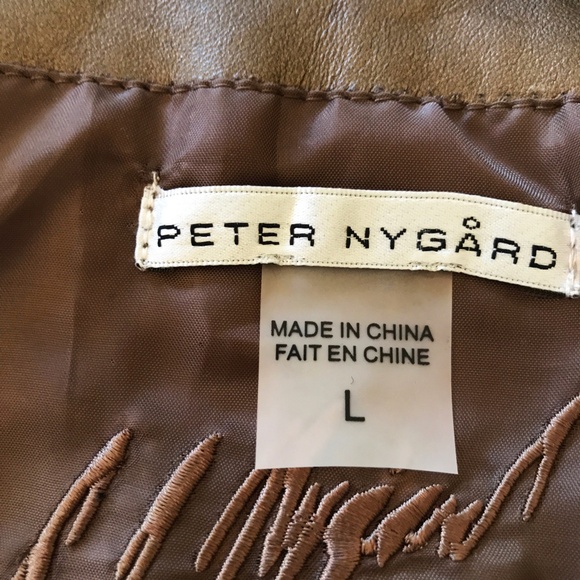 PETER NYGÅRD
MADE IN CHINA
FAIT EN CHINE
L